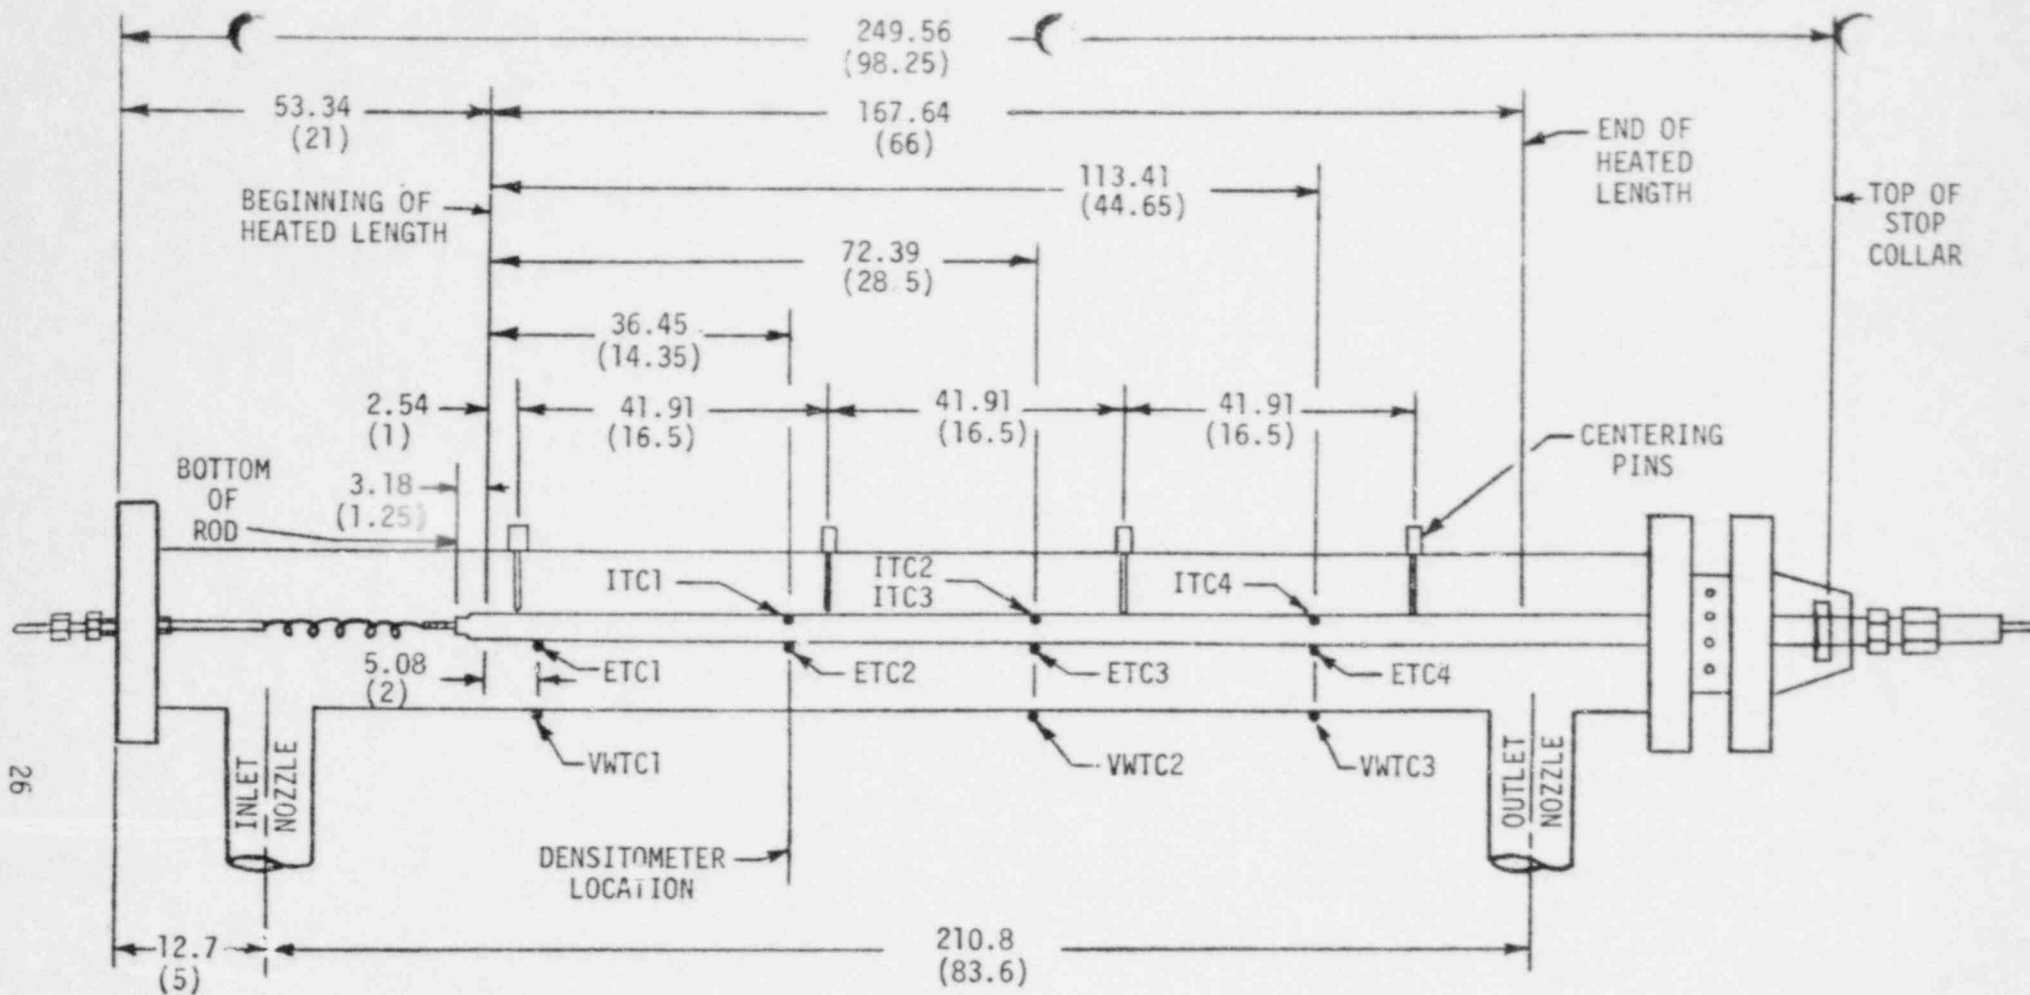 249.56
(98.25)
53.34
(21)
167.64
(66)
END OF
HEATED
LENGTH
113.41
(44.65)
BEGINNING OF
HEATED LENGTH
TOP OF
STOP
COLLAR
72.39
(28.5)
36.45
(14.35)
2.54
(1)
41.91
(16.5)
41.91
(16.5)
41.91
(16.5)
CENTERING
PINS
BOTTOM
OF
ROD
3.18
(1.25)
ITC1
ITC2
ITC3
ITC4
5.08
(2)
ETC1
ETC2
ETC3
ETC4
INLET
NOZZLE
VWTC1
VWTC2
VWTC3
OUTLET
NOZZLE
DENSITOMETER
LOCATION
12.7
(5)
210.8
(83.6)
26